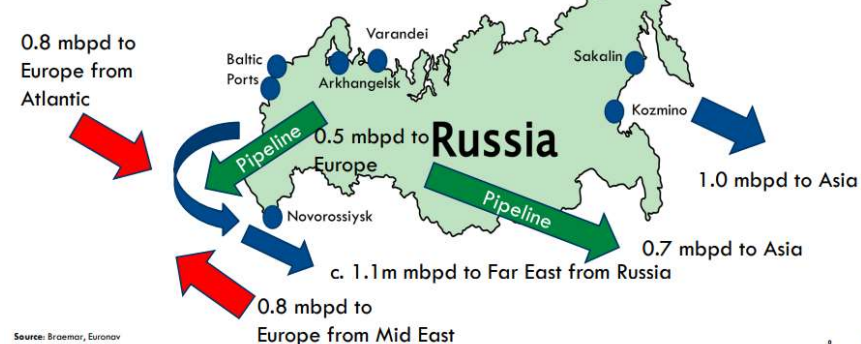 0.8 mbpd to
Europe from
Atlantic
Baltic
Ports
Varandei
Arkhangelsk
Sakalin
Kozmino
Pipeline
0.5 mbpd to
Europe
Russia
Pipeline
1.0 mbpd to Asia
0.7 mbpd to Asia
Novorossiysk
c. 1.1m mbpd to Far East from Russia
0.8 mbpd to
Europe from Mid East
Source: Braemar, Euronav